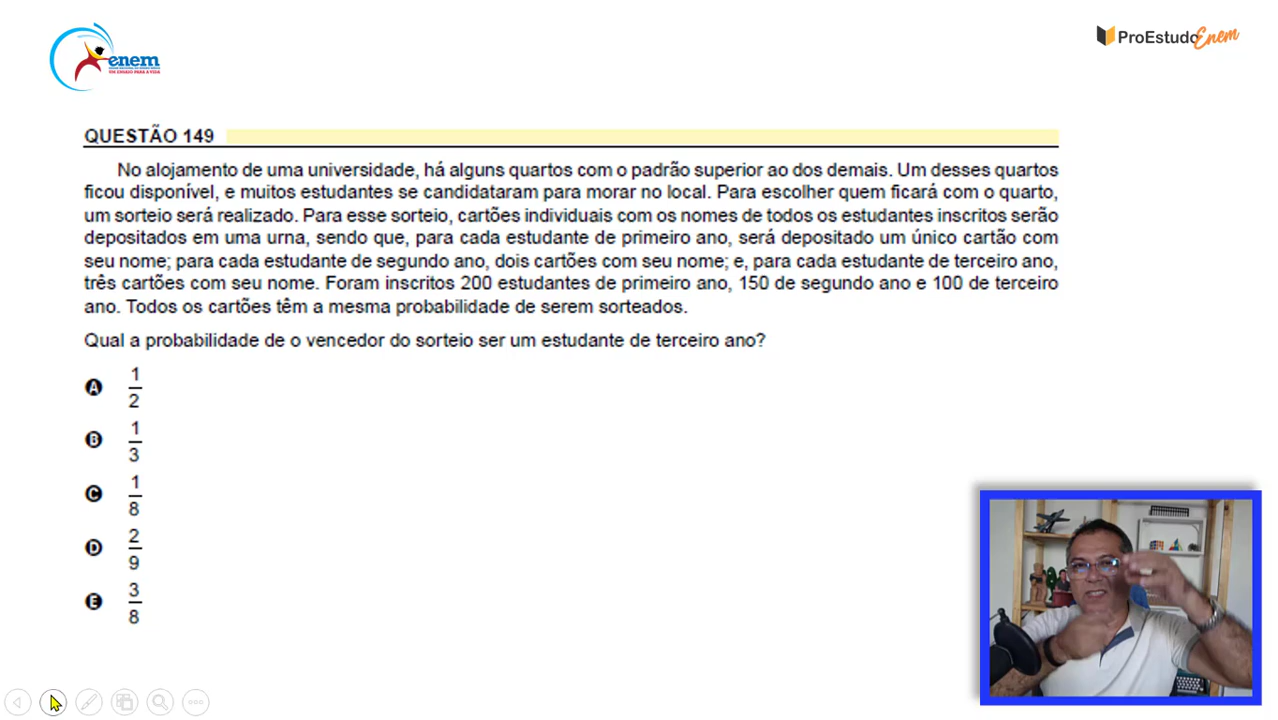 enem
UM ENSAIO PARA A VIDA
ProEstudo Enem
QUESTÃO 149
No alojamento de uma universidade, há alguns quartos com o padrão superior ao dos demais. Um desses quartos
ficou disponível, e muitos estudantes se candidataram para morar no local. Para escolher quem ficará com o quarto,
um sorteio será realizado. Para esse sorteio, cartões individuais com os nomes de todos os estudantes inscritos serão
depositados em uma urna, sendo que, para cada estudante de primeiro ano, será depositado um único cartão com
seu nome; para cada estudante de segundo ano, dois cartões com seu nome; e, para cada estudante de terceiro ano,
três cartões com seu nome. Foram inscritos 200 estudantes de primeiro ano, 150 de segundo ano e 100 de terceiro
ano. Todos os cartões têm a mesma probabilidade de serem sorteados.
Qual a probabilidade de o vencedor do sorteio ser um estudante de terceiro ano?
A 1/2
B 1/3
C 1/8
D 2/9
E 3/8